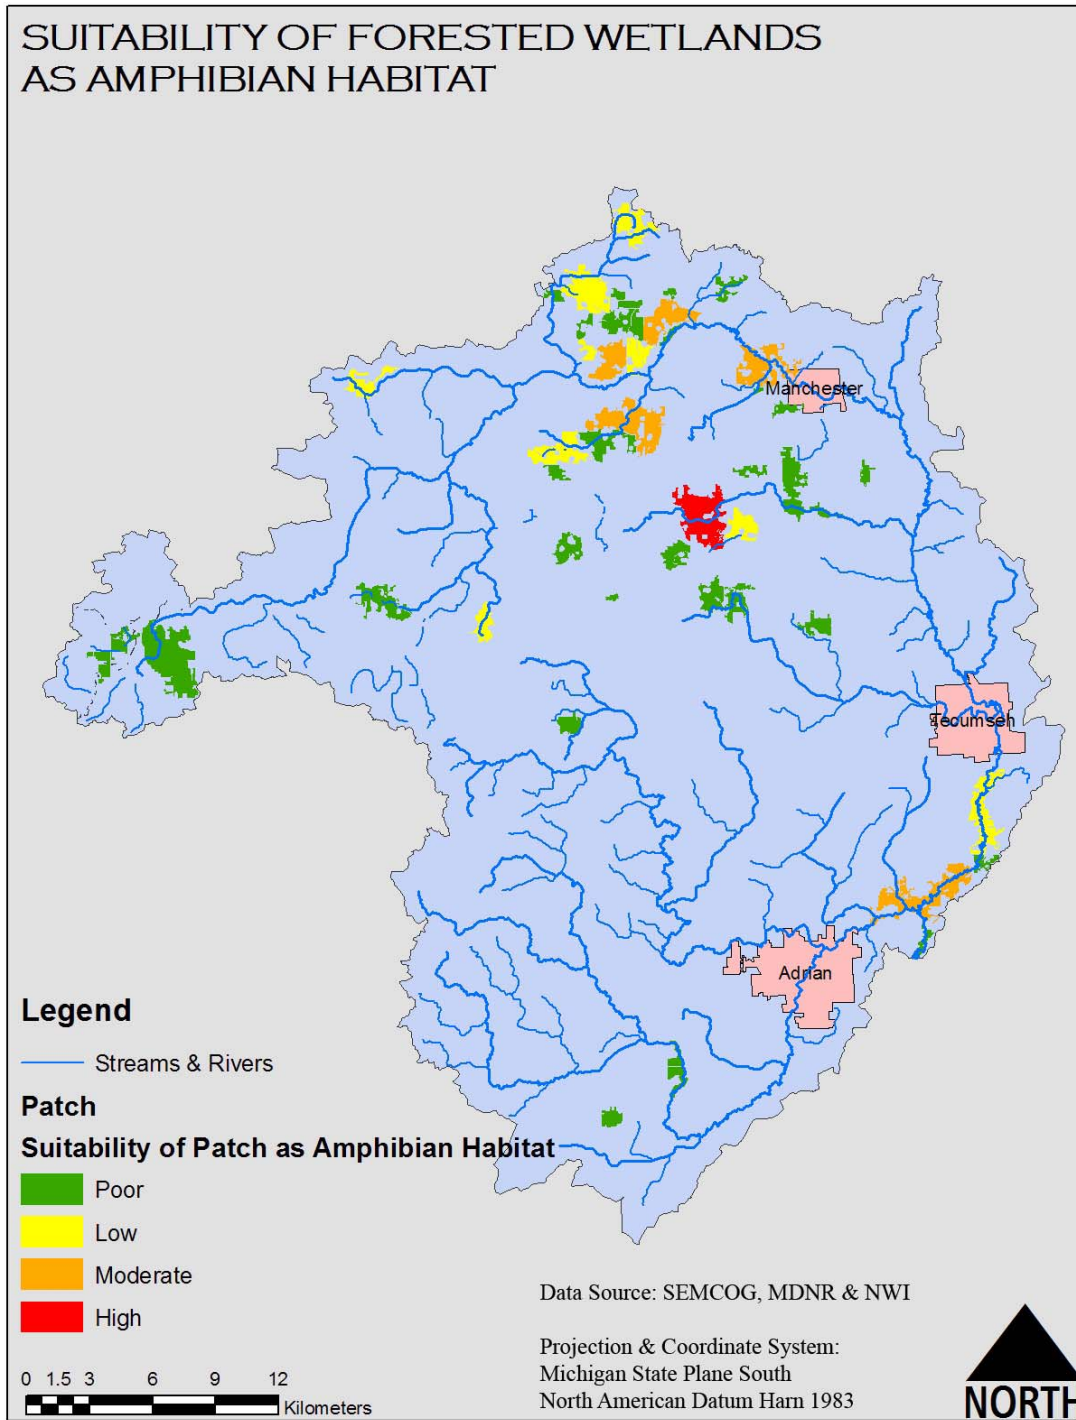 SUITABILITY OF FORESTED WETLANDS
AS AMPHIBIAN HABITAT
Manchester
Tecumseh
Adrian
Legend
Streams & Rivers
Patch
Suitability of Patch as Amphibian Habitat
Poor
Low
Moderate
High
0 1.5 3 6 9 12
Kilometers
Data Source: SEMCOG, MDNR & NWI
Projection & Coordinate System:
Michigan State Plane South
North American Datum Harn 1983
NORTH